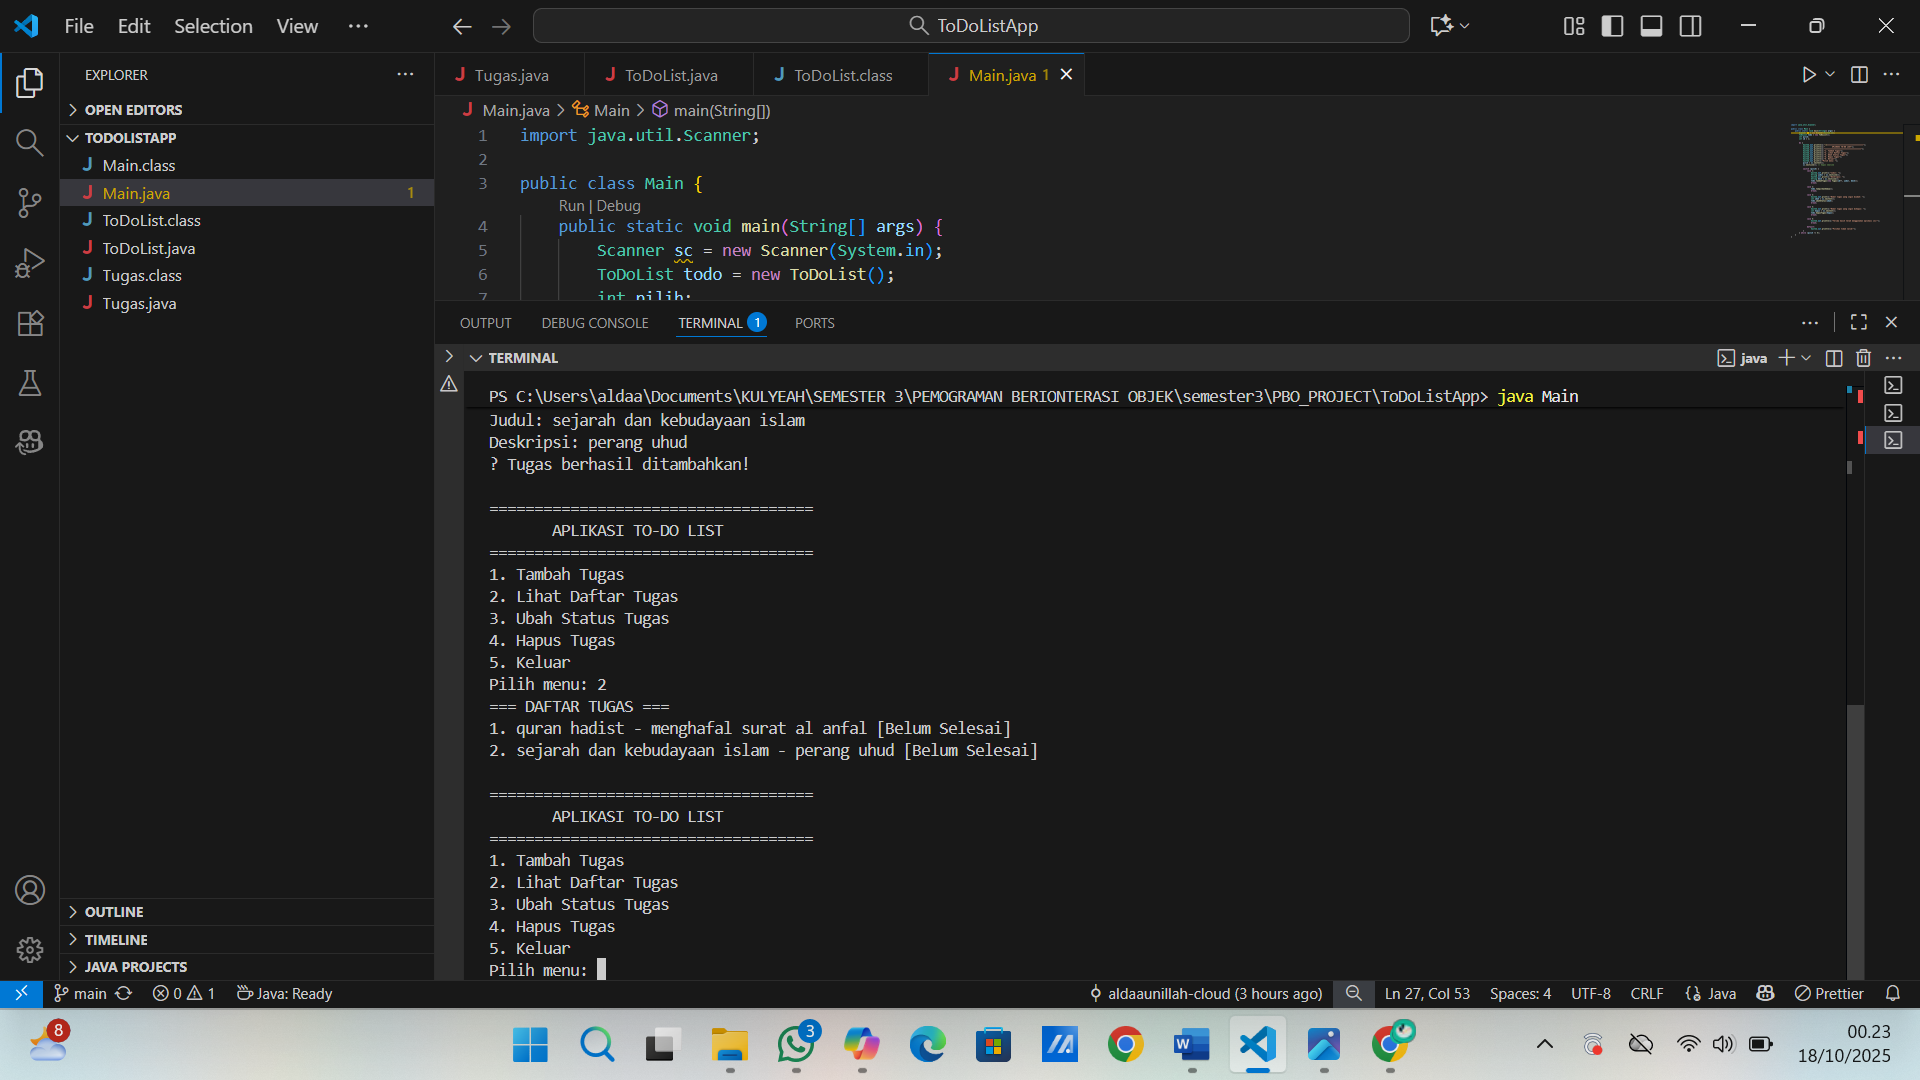 File Edit Selection View ···
ToDoListApp
EXPLORER
OPEN EDITORS
TODOLISTAPP
Main.class
Main.java 1
ToDoList.class
ToDoList.java
Tugas.class
Tugas.java
OUTLINE
TIMELINE
JAVA PROJECTS
Tugas.java ToDoList.java ToDoList.class Main.java 1
Main.java > Main > main(String[])
1 import java.util.Scanner;
2
3 public class Main {
Run | Debug
4 public static void main(String[] args) {
5 Scanner sc = new Scanner(System.in);
6 ToDoList todo = new ToDoList();
7 int pilih;
OUTPUT DEBUG CONSOLE TERMINAL 1 PORTS
TERMINAL
java
PS C:\Users\aldaa\Documents\KULYEAH\SEMESTER 3\PEMOGRAMAN BERIONTERASI OBJEK\semester3\PBO_PROJECT\ToDoListApp> java Main
Judul: sejarah dan kebudayaan islam
Deskripsi: perang uhud
? Tugas berhasil ditambahkan!
====================================
APLIKASI TO-DO LIST
====================================
1. Tambah Tugas
2. Lihat Daftar Tugas
3. Ubah Status Tugas
4. Hapus Tugas
5. Keluar
Pilih menu: 2
=== DAFTAR TUGAS ===
1. quran hadist - menghafal surat al anfal [Belum Selesai]
2. sejarah dan kebudayaan islam - perang uhud [Belum Selesai]
====================================
APLIKASI TO-DO LIST
====================================
1. Tambah Tugas
2. Lihat Daftar Tugas
3. Ubah Status Tugas
4. Hapus Tugas
5. Keluar
Pilih menu:
main 0 1 Java: Ready aldaaunillah-cloud (3 hours ago) Ln 27, Col 53 Spaces: 4 UTF-8 CRLF {} Java Prettier
8
3
00.23
18/10/2025